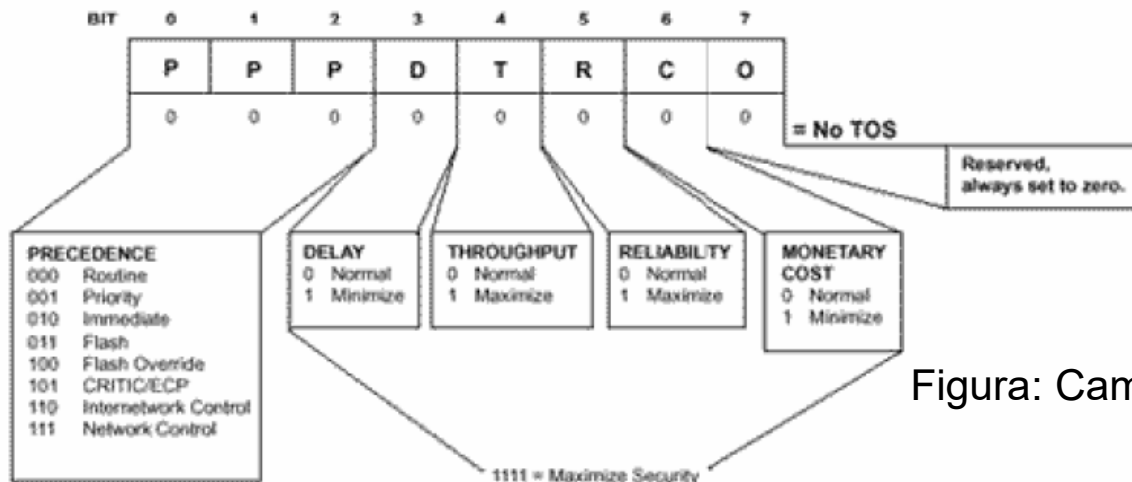 BIT 0 1 2 3 4 5 6 7
P P P D T R C O
0 0 0 0 0 0 0 0
= No TOS
Reserved,
always set to zero.
PRECEDENCE
000 Routine
001 Priority
010 Immediate
011 Flash
100 Flash Override
101 CRITIC/ECP
110 Internetwork Control
111 Network Control
DELAY
0 Normal
1 Minimize
THROUGHPUT
0 Normal
1 Maximize
RELIABILITY
0 Normal
1 Maximize
MONETARY
COST
0 Normal
1 Minimize
Figura: Cam
1111 = Maximize Security